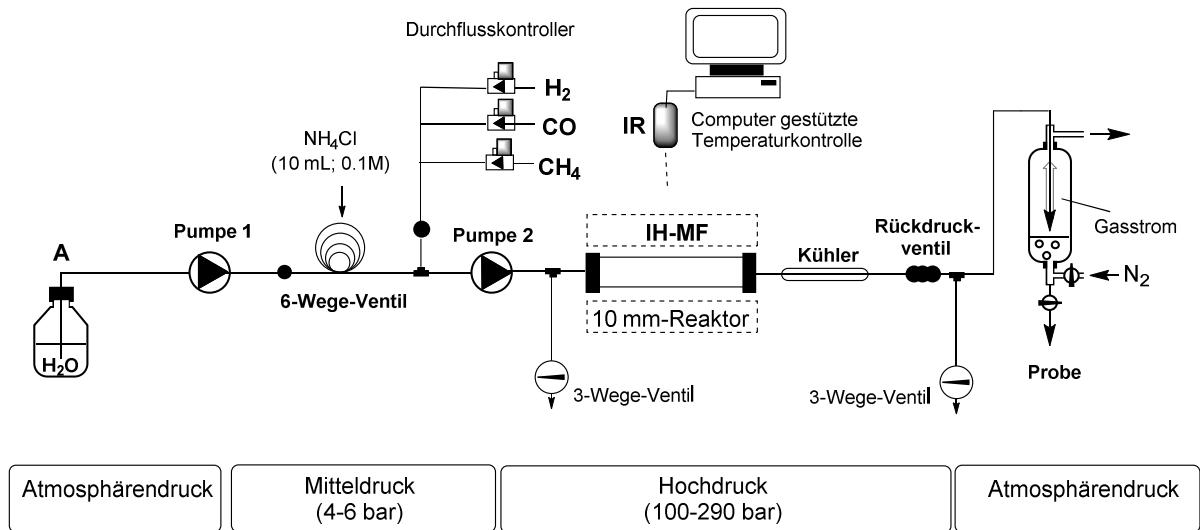 Durchflusskontroller
H₂
CO
CH₄
NH₄Cl
(10 mL; 0.1M)
IR
Computer gestützte
Temperaturkontrolle
A
Pumpe 1
6-Wege-Ventil
Pumpe 2
IH-MF
10 mm-Reaktor
Kühler
Rückdruck-
ventil
Gasstrom
N₂
H₂O
3-Wege-Ventil
3-Wege-Ventil
Probe
Atmosphärendruck
Mitteldruck
(4-6 bar)
Hochdruck
(100-290 bar)
Atmosphärendruck